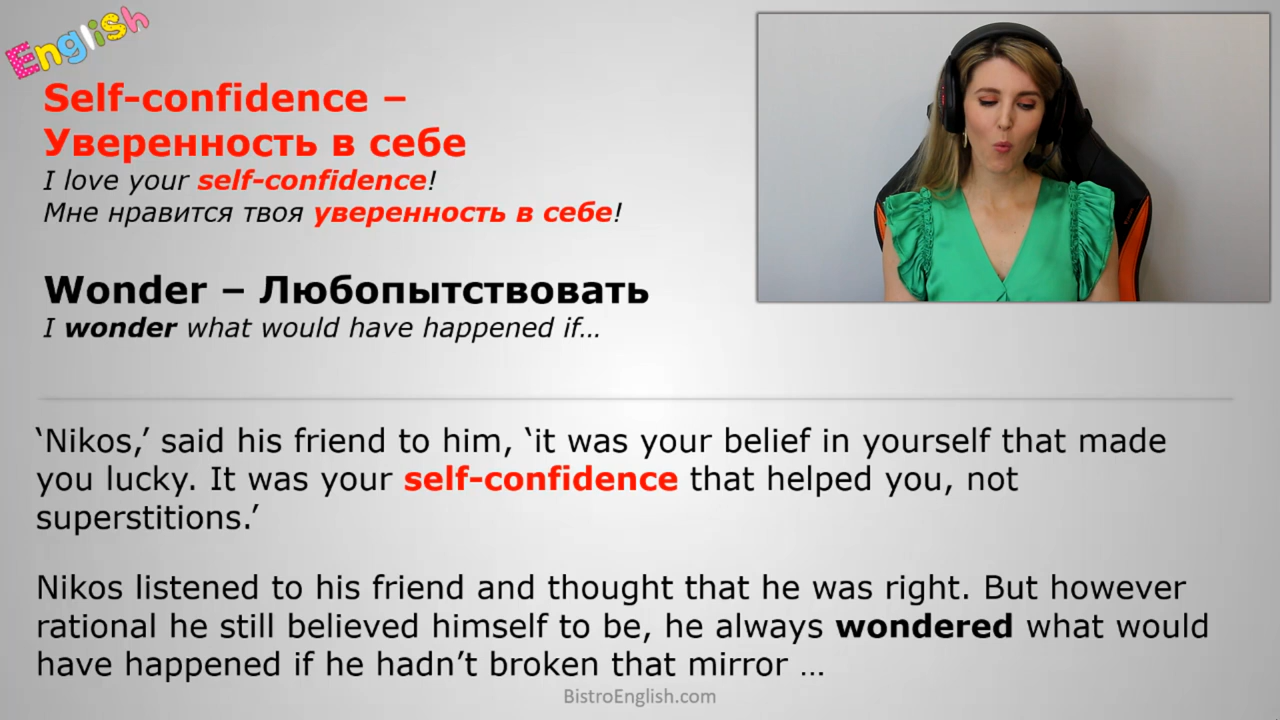 English
Self-confidence –
Уверенность в себе
I love your self-confidence!
Мне нравится твоя уверенность в себе!
Wonder – Любопытствовать
I wonder what would have happened if…
‘Nikos,’ said his friend to him, ‘it was your belief in yourself that made
you lucky. It was your self-confidence that helped you, not
superstitions.’
Nikos listened to his friend and thought that he was right. But however
rational he still believed himself to be, he always wondered what would
have happened if he hadn’t broken that mirror …
BistroEnglish.com